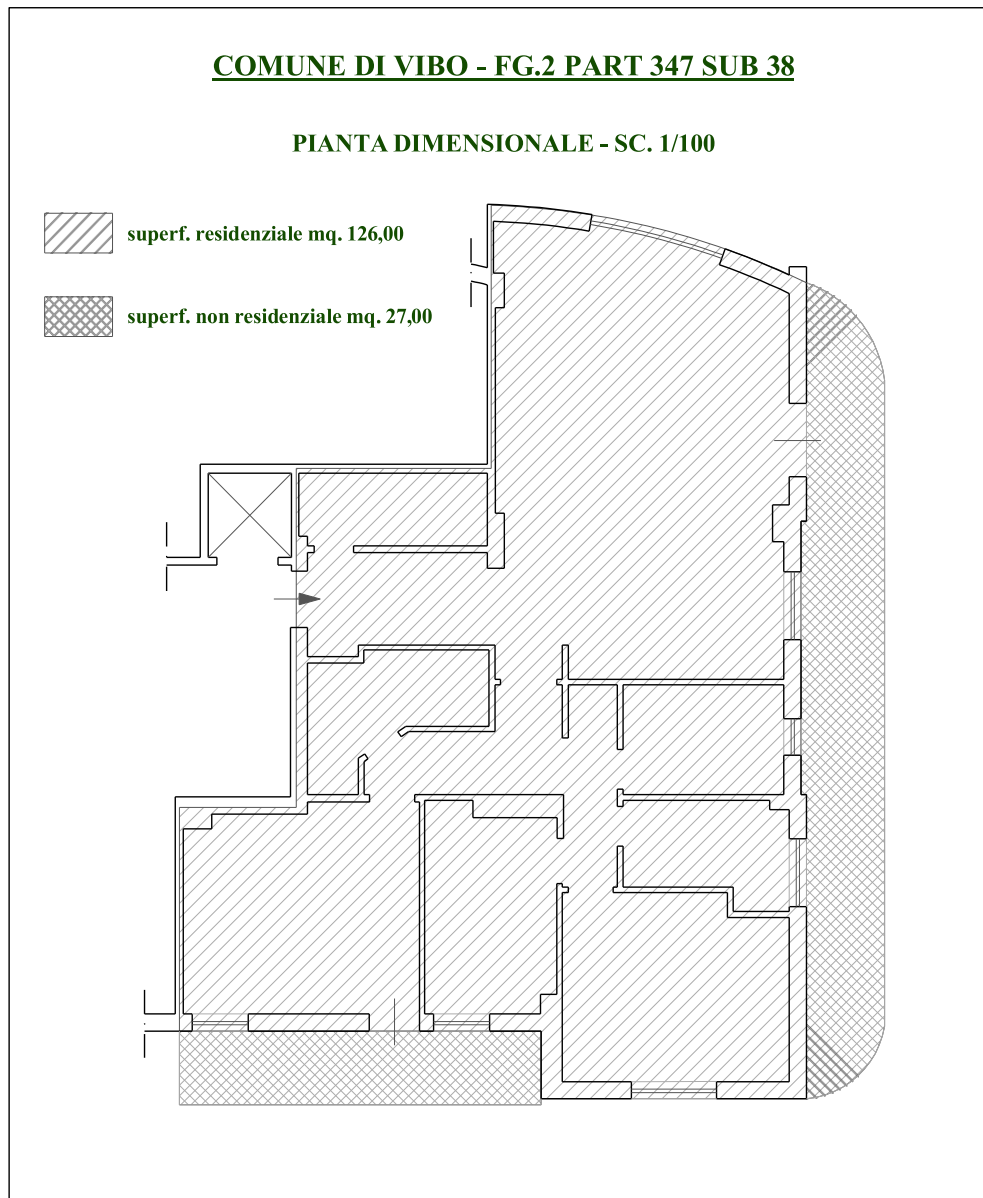 COMUNE DI VIBO - FG.2 PART 347 SUB 38
PIANTA DIMENSIONALE - SC. 1/100
superf. residenziale mq. 126,00
superf. non residenziale mq. 27,00